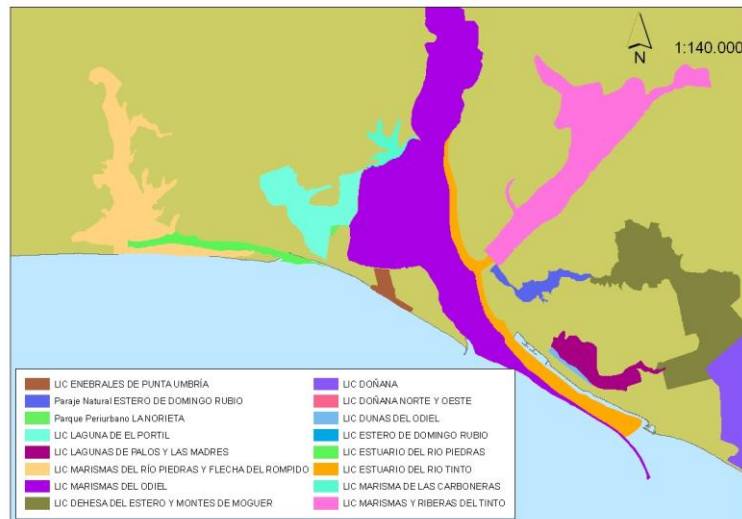 1:140.000
N
LIC ENEBRALES DE PUNTA UMBRÍA
Paraje Natural ESTERO DE DOMINGO RUBIO
Parque Periurbano LA NORIETA
LIC LAGUNA DE EL PORTIL
LIC LAGUNAS DE PALOS Y LAS MADRES
LIC MARISMAS DEL RÍO PIEDRAS Y FLECHA DEL ROMPIDO
LIC MARISMAS DEL ODIEL
LIC DEHESA DEL ESTERO Y MONTES DE MOGUER
LIC DOÑANA
LIC DOÑANA NORTE Y OESTE
LIC DUNAS DEL ODIEL
LIC ESTERO DE DOMINGO RUBIO
LIC ESTUARIO DEL RIO PIEDRAS
LIC ESTUARIO DEL RIO TINTO
LIC MARISMA DE LAS CARBONERAS
LIC MARISMAS Y RIBERAS DEL TINTO